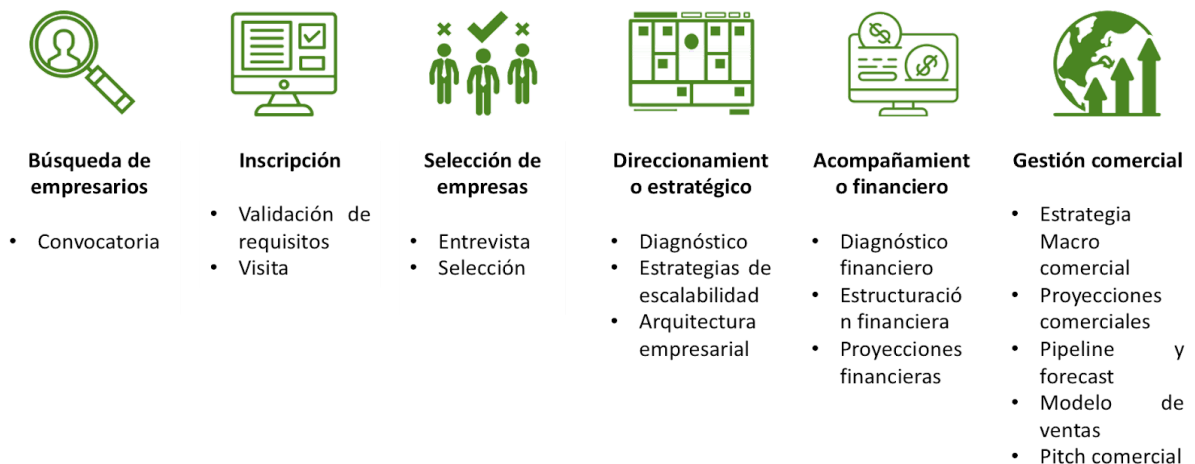 Búsqueda de
empresarios
• Convocatoria
Inscripción
• Validación de
requisitos
• Visita
Selección de
empresas
• Entrevista
• Selección
Direccionamient
o estratégico
• Diagnóstico
• Estrategias de
escalabilidad
• Arquitectura
empresarial
Acompañamient
o financiero
• Diagnóstico
financiero
• Estructuració
n financiera
• Proyecciones
financieras
Gestión comercial
• Estrategia
Macro
comercial
• Proyecciones
comerciales
• Pipeline y
forecast
• Modelo de
ventas
• Pitch comercial